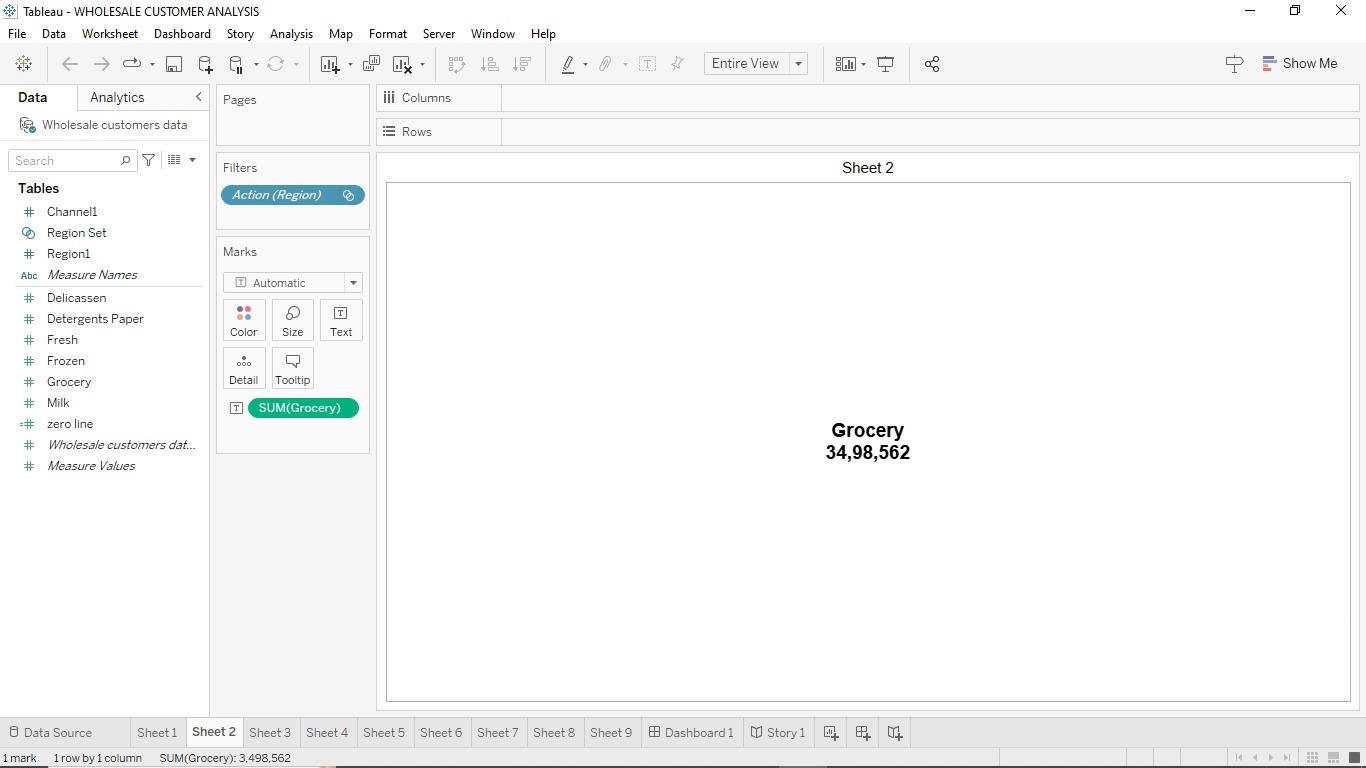 Tableau - WHOLESALE CUSTOMER ANALYSIS
File Data Worksheet Dashboard Story Analysis Map Format Server Window Help
Entire View
Show Me
Data Analytics
Wholesale customers data
Search
Tables
Channel1
Region Set
Region1
Abc Measure Names
Delicassen
Detergents Paper
Fresh
Frozen
Grocery
Milk
zero line
Wholesale customers dat...
Measure Values
Pages
Filters
Action (Region)
Marks
Automatic
Color Size Text
Detail Tooltip
SUM(Grocery)
Columns
Rows
Sheet 2
Grocery
34,98,562
Data Source Sheet 1 Sheet 2 Sheet 3 Sheet 4 Sheet 5 Sheet 6 Sheet 7 Sheet 8 Sheet 9 Dashboard 1 Story 1
1 mark 1 row by 1 column SUM(Grocery): 3,498,562